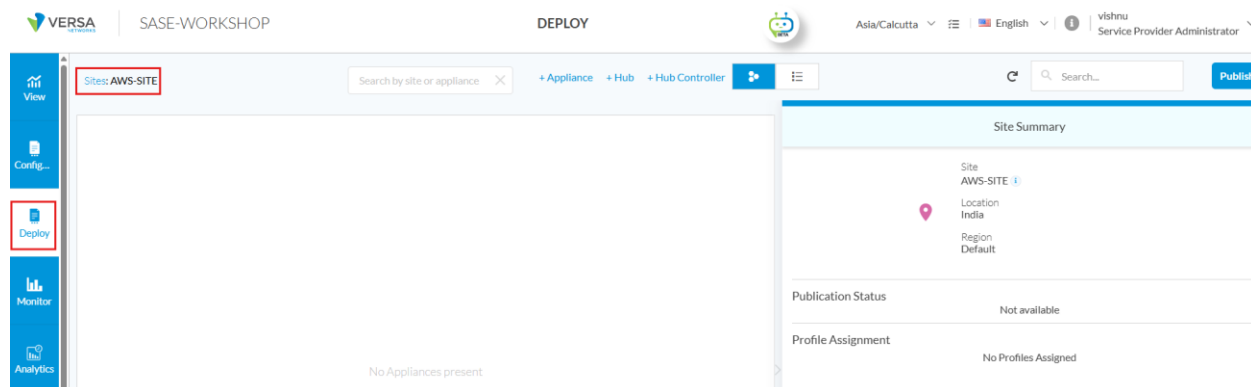 VERSA
NETWORKS
SASE-WORKSHOP
DEPLOY
BETA
Asia/Calcutta
English
vishnu
Service Provider Administrator
View
Config...
Deploy
Monitor
Analytics
Sites: AWS-SITE
Search by site or appliance
+ Appliance + Hub + Hub Controller
Search...
Publish
No Appliances present
Site Summary
Site
AWS-SITE
Location
India
Region
Default
Publication Status
Not available
Profile Assignment
No Profiles Assigned